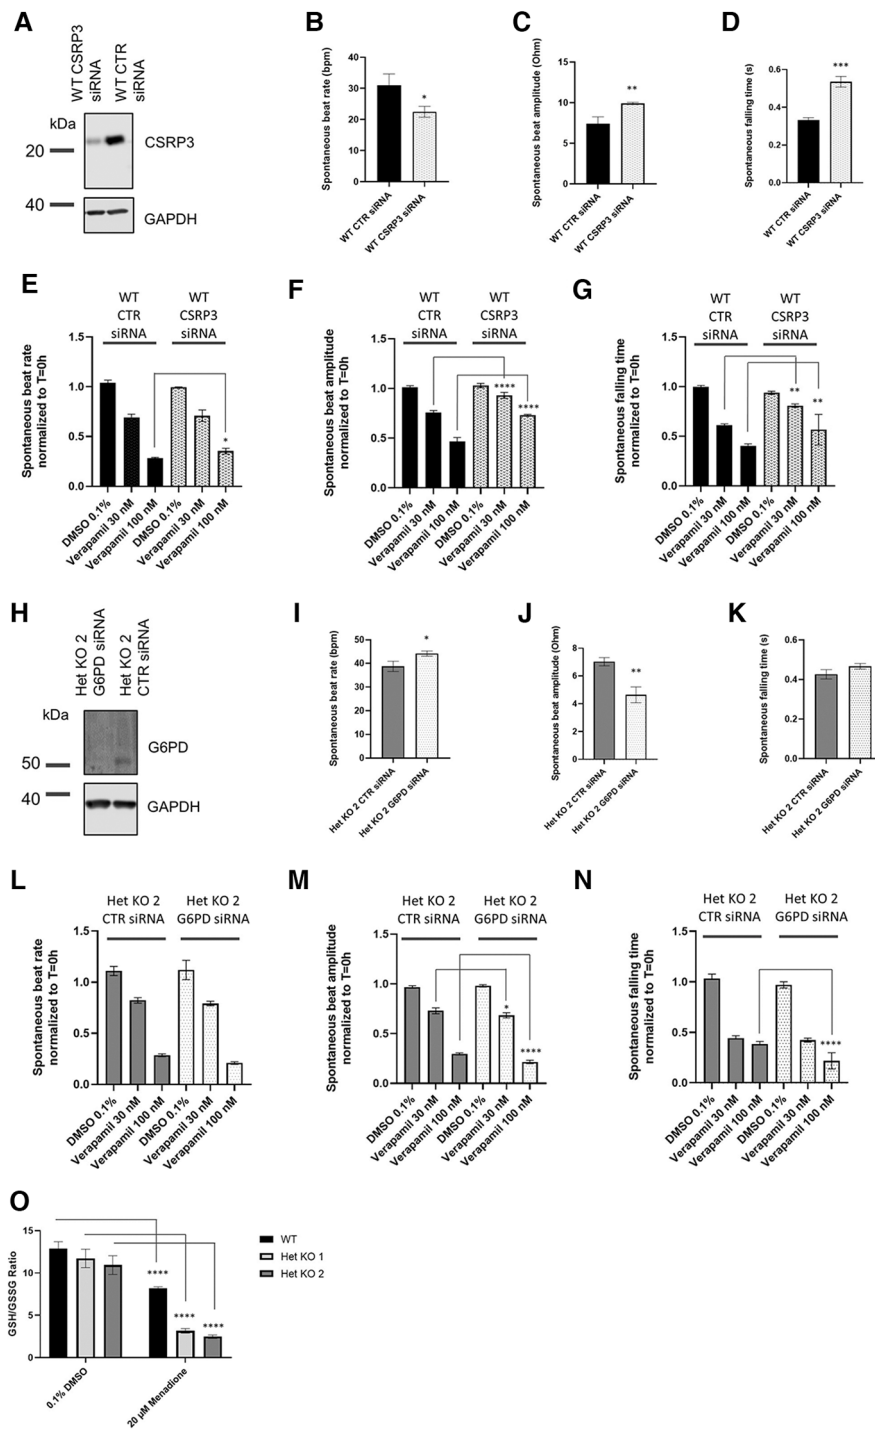 A
WT CSRP3
siRNA
WT CTR
siRNA
kDa
20
40
CSRP3
GAPDH
B
Spontaneous beat rate (bpm)
40
30
20
10
0
*
WT CTR siRNA
WT CSRP3 siRNA
C
Spontaneous beat amplitude (Ohm)
15
10
5
0
**
WT CTR siRNA
WT CSRP3 siRNA
D
Spontaneous falling time (s)
0.6
0.4
0.2
0.0
***
WT CTR siRNA
WT CSRP3 siRNA
E
WT
CTR
siRNA
WT
CSRP3
siRNA
Spontaneous beat rate
normalized to T=0h
1.5
1.0
0.5
0.0
*
DMSO 0.1%
Verapamil 30 nM
Verapamil 100 nM
DMSO 0.1%
Verapamil 30 nM
Verapamil 100 nM
F
WT
CTR
siRNA
WT
CSRP3
siRNA
Spontaneous beat amplitude
normalized to T=0h
1.5
1.0
0.5
0.0
****
****
DMSO 0.1%
Verapamil 30 nM
Verapamil 100 nM
DMSO 0.1%
Verapamil 30 nM
Verapamil 100 nM
G
WT
CTR
siRNA
WT
CSRP3
siRNA
Spontaneous falling time
normalized to T=0h
1.5
1.0
0.5
0.0
**
**
DMSO 0.1%
Verapamil 30 nM
Verapamil 100 nM
DMSO 0.1%
Verapamil 30 nM
Verapamil 100 nM
H
Het KO 2
G6PD siRNA
Het KO 2
CTR siRNA
kDa
50
40
G6PD
GAPDH
I
Spontaneous beat rate (bpm)
50
40
30
20
10
0
*
Het KO 2 CTR siRNA
Het KO 2 G6PD siRNA
J
Spontaneous beat amplitude (Ohm)
8
6
4
2
0
**
Het KO 2 CTR siRNA
Het KO 2 G6PD siRNA
K
Spontaneous falling time (s)
0.6
0.4
0.2
0.0
Het KO 2 CTR siRNA
Het KO 2 G6PD siRNA
L
Het KO 2
CTR siRNA
Het KO 2
G6PD siRNA
Spontaneous beat rate
normalized to T=0h
1.5
1.0
0.5
0.0
DMSO 0.1%
Verapamil 30 nM
Verapamil 100 nM
DMSO 0.1%
Verapamil 30 nM
Verapamil 100 nM
M
Het KO 2
CTR siRNA
Het KO 2
G6PD siRNA
Spontaneous beat amplitude
normalized to T=0h
1.5
1.0
0.5
0.0
*
****
DMSO 0.1%
Verapamil 30 nM
Verapamil 100 nM
DMSO 0.1%
Verapamil 30 nM
Verapamil 100 nM
N
Het KO 2
CTR siRNA
Het KO 2
G6PD siRNA
Spontaneous falling time
normalized to T=0h
1.5
1.0
0.5
0.0
****
DMSO 0.1%
Verapamil 30 nM
Verapamil 100 nM
DMSO 0.1%
Verapamil 30 nM
Verapamil 100 nM
O
GSH/GSSG Ratio
15
10
5
0
****
****
****
0.1% DMSO
20 µM Menadione
WT
Het KO 1
Het KO 2